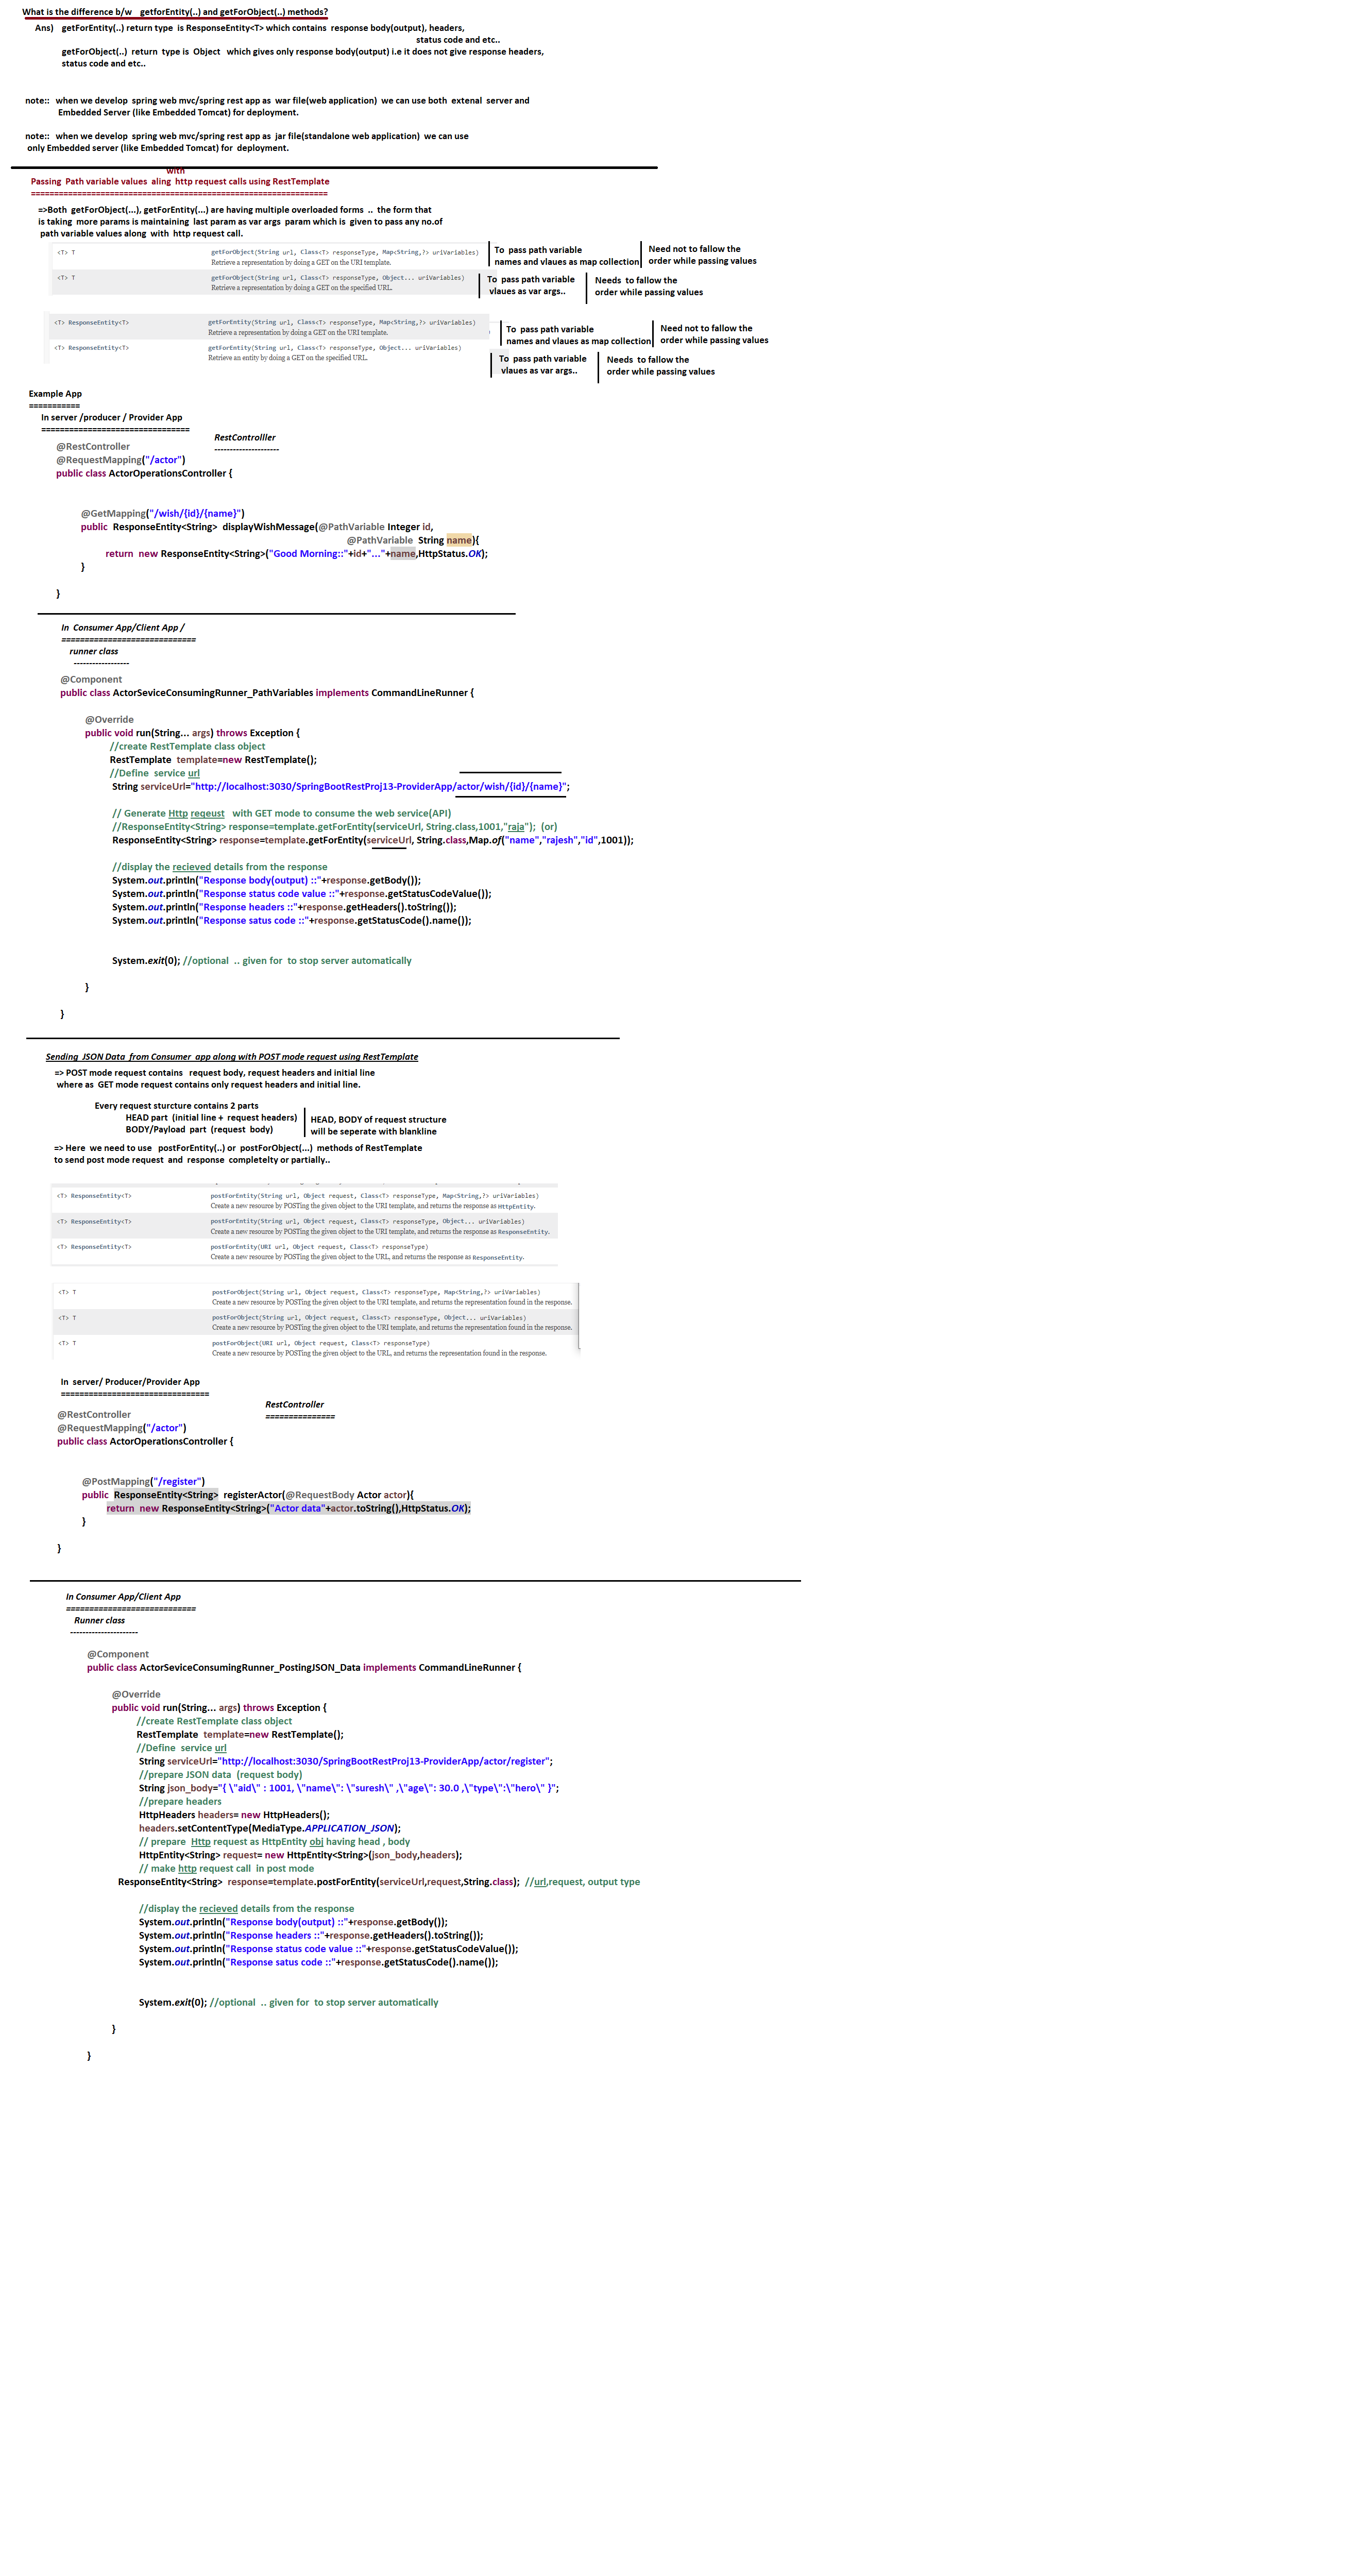 What is the difference b/w getforEntity(..) and getForObject(..) methods?
Ans) getForEntity(..) return type is ResponseEntity<T> which contains response body(output), headers,
status code and etc..
getForObject(..) return type is Object which gives only response body(output) i.e it does not give response headers,
status code and etc..
note:: when we develop spring web mvc/spring rest app as war file(web application) we can use both extenal server and
Embedded Server (like Embedded Tomcat) for deployment.
note:: when we develop spring web mvc/spring rest app as jar file(standalone web application) we can use
only Embedded server (like Embedded Tomcat) for deployment.
with
Passing Path variable values aling http request calls using RestTemplate
================================================================
=>Both getForObject(...), getForEntity(...) are having multiple overloaded forms .. the form that
is taking more params is maintaining last param as var args param which is given to pass any no.of
path variable values along with http request call.
<T> T getForObject(String url, Class<T> responseType, Map<String,?> uriVariables)
Retrieve a representation by doing a GET on the URI template.
To pass path variable
names and vlaues as map collection
Need not to fallow the
order while passing values
<T> T getForObject(String url, Class<T> responseType, Object... uriVariables)
Retrieve a representation by doing a GET on the specified URL.
To pass path variable
vlaues as var args..
Needs to fallow the
order while passing values
<T> ResponseEntity<T> getForEntity(String url, Class<T> responseType, Map<String,?> uriVariables)
Retrieve a representation by doing a GET on the URI template.
To pass path variable
names and vlaues as map collection
Need not to fallow the
order while passing values
<T> ResponseEntity<T> getForEntity(String url, Class<T> responseType, Object... uriVariables)
Retrieve an entity by doing a GET on the specified URL.
To pass path variable
vlaues as var args..
Needs to fallow the
order while passing values
Example App
===========
In server /producer / Provider App
================================
RestControlller
---------------------
@RestController
@RequestMapping("/actor")
public class ActorOperationsController {
@GetMapping("/wish/{id}/{name}")
public ResponseEntity<String> displayWishMessage(@PathVariable Integer id,
@PathVariable String name){
return new ResponseEntity<String>("Good Morning::"+id+"..."+name,HttpStatus.OK);
}
}
In Consumer App/Client App /
=============================
runner class
------------------
@Component
public class ActorSeviceConsumingRunner_PathVariables implements CommandLineRunner {
@Override
public void run(String... args) throws Exception {
//create RestTemplate class object
RestTemplate template=new RestTemplate();
//Define service url
String serviceUrl="http://localhost:3030/SpringBootRestProj13-ProviderApp/actor/wish/{id}/{name}";
// Generate Http reqeust with GET mode to consume the web service(API)
//ResponseEntity<String> response=template.getForEntity(serviceUrl, String.class,1001,"raja"); (or)
ResponseEntity<String> response=template.getForEntity(serviceUrl, String.class,Map.of("name","rajesh","id",1001));
//display the recieved details from the response
System.out.println("Response body(output) ::"+response.getBody());
System.out.println("Response status code value ::"+response.getStatusCodeValue());
System.out.println("Response headers ::"+response.getHeaders().toString());
System.out.println("Response satus code ::"+response.getStatusCode().name());
System.exit(0); //optional .. given for to stop server automatically
}
}
Sending JSON Data from Consumer app along with POST mode request using RestTemplate
=> POST mode request contains request body, request headers and initial line
where as GET mode request contains only request headers and initial line.
Every request sturcture contains 2 parts
HEAD part (initial line + request headers)
BODY/Payload part (request body)
HEAD, BODY of request structure
will be seperate with blankline
=> Here we need to use postForEntity(..) or postForObject(...) methods of RestTemplate
to send post mode request and response completelty or partially..
<T> ResponseEntity<T> postForEntity(String url, Object request, Class<T> responseType, Map<String,?> uriVariables)
Create a new resource by POSTing the given object to the URI template, and returns the response as HttpEntity.
<T> ResponseEntity<T> postForEntity(String url, Object request, Class<T> responseType, Object... uriVariables)
Create a new resource by POSTing the given object to the URI template, and returns the response as ResponseEntity.
<T> ResponseEntity<T> postForEntity(URI url, Object request, Class<T> responseType)
Create a new resource by POSTing the given object to the URL, and returns the response as ResponseEntity.
<T> T postForObject(String url, Object request, Class<T> responseType, Map<String,?> uriVariables)
Create a new resource by POSTing the given object to the URI template, and returns the representation found in the response.
<T> T postForObject(String url, Object request, Class<T> responseType, Object... uriVariables)
Create a new resource by POSTing the given object to the URI template, and returns the representation found in the response.
<T> T postForObject(URI url, Object request, Class<T> responseType)
Create a new resource by POSTing the given object to the URL, and returns the representation found in the response.
In server/ Producer/Provider App
================================
RestController
===============
@RestController
@RequestMapping("/actor")
public class ActorOperationsController {
@PostMapping("/register")
public ResponseEntity<String> registerActor(@RequestBody Actor actor){
return new ResponseEntity<String>("Actor data"+actor.toString(),HttpStatus.OK);
}
}
In Consumer App/Client App
============================
Runner class
----------------------
@Component
public class ActorSeviceConsumingRunner_PostingJSON_Data implements CommandLineRunner {
@Override
public void run(String... args) throws Exception {
//create RestTemplate class object
RestTemplate template=new RestTemplate();
//Define service url
String serviceUrl="http://localhost:3030/SpringBootRestProj13-ProviderApp/actor/register";
//prepare JSON data (request body)
String json_body="{ \"aid\" : 1001, \"name\": \"suresh\" ,\"age\": 30.0 ,\"type\":\"hero\" }";
//prepare headers
HttpHeaders headers= new HttpHeaders();
headers.setContentType(MediaType.APPLICATION_JSON);
// prepare Http request as HttpEntity obj having head , body
HttpEntity<String> request= new HttpEntity<String>(json_body,headers);
// make http request call in post mode
ResponseEntity<String> response=template.postForEntity(serviceUrl,request,String.class); //url,request, output type
//display the recieved details from the response
System.out.println("Response body(output) ::"+response.getBody());
System.out.println("Response headers ::"+response.getHeaders().toString());
System.out.println("Response status code value ::"+response.getStatusCodeValue());
System.out.println("Response satus code ::"+response.getStatusCode().name());
System.exit(0); //optional .. given for to stop server automatically
}
}